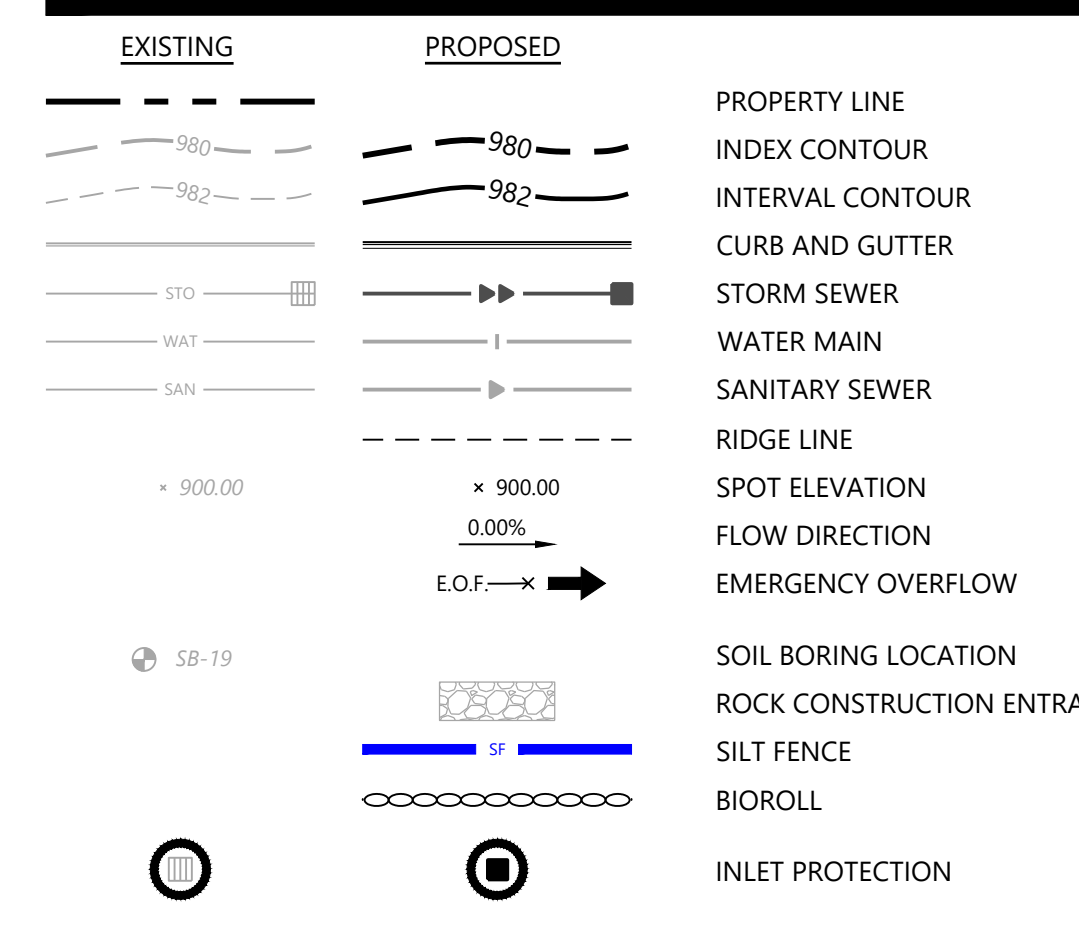 EXISTING PROPOSED
PROPERTY LINE
980 980 INDEX CONTOUR
982 982 INTERVAL CONTOUR
CURB AND GUTTER
STO STORM SEWER
WAT WATER MAIN
SAN SANITARY SEWER
RIDGE LINE
× 900.00 × 900.00 SPOT ELEVATION
0.00% FLOW DIRECTION
E.O.F. EMERGENCY OVERFLOW
SB-19 SOIL BORING LOCATION
ROCK CONSTRUCTION ENTRA
SF SILT FENCE
BIOROLL
INLET PROTECTION